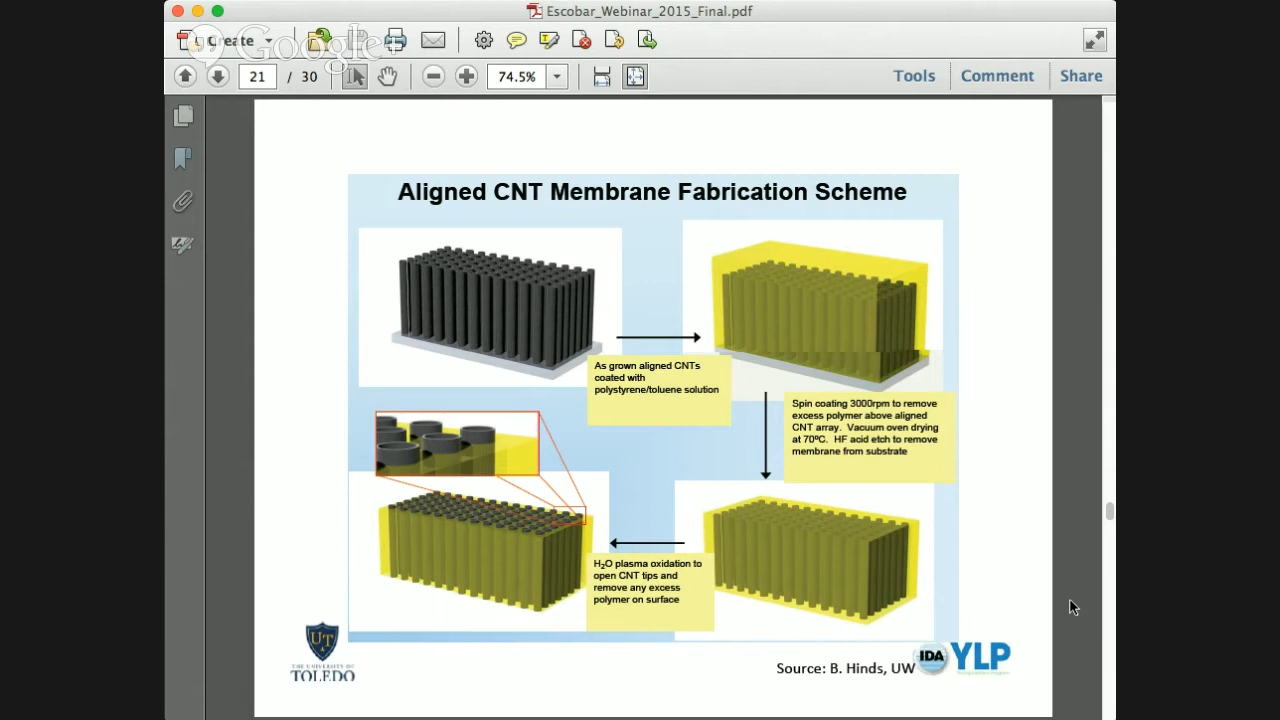 Escobar_Webinar_2015_Final.pdf
Create
Google
21 / 30
74.5%
Tools
Comment
Share
Aligned CNT Membrane Fabrication Scheme
As grown aligned CNTs
coated with
polystyrene/toluene solution
Spin coating 3000rpm to remove
excess polymer above aligned
CNT array. Vacuum oven drying
at 70ºC. HF acid etch to remove
membrane from substrate
H2O plasma oxidation to
open CNT tips and
remove any excess
polymer on surface
UT
THE UNIVERSITY OF
TOLEDO
Source: B. Hinds, UW
IDA
YLP